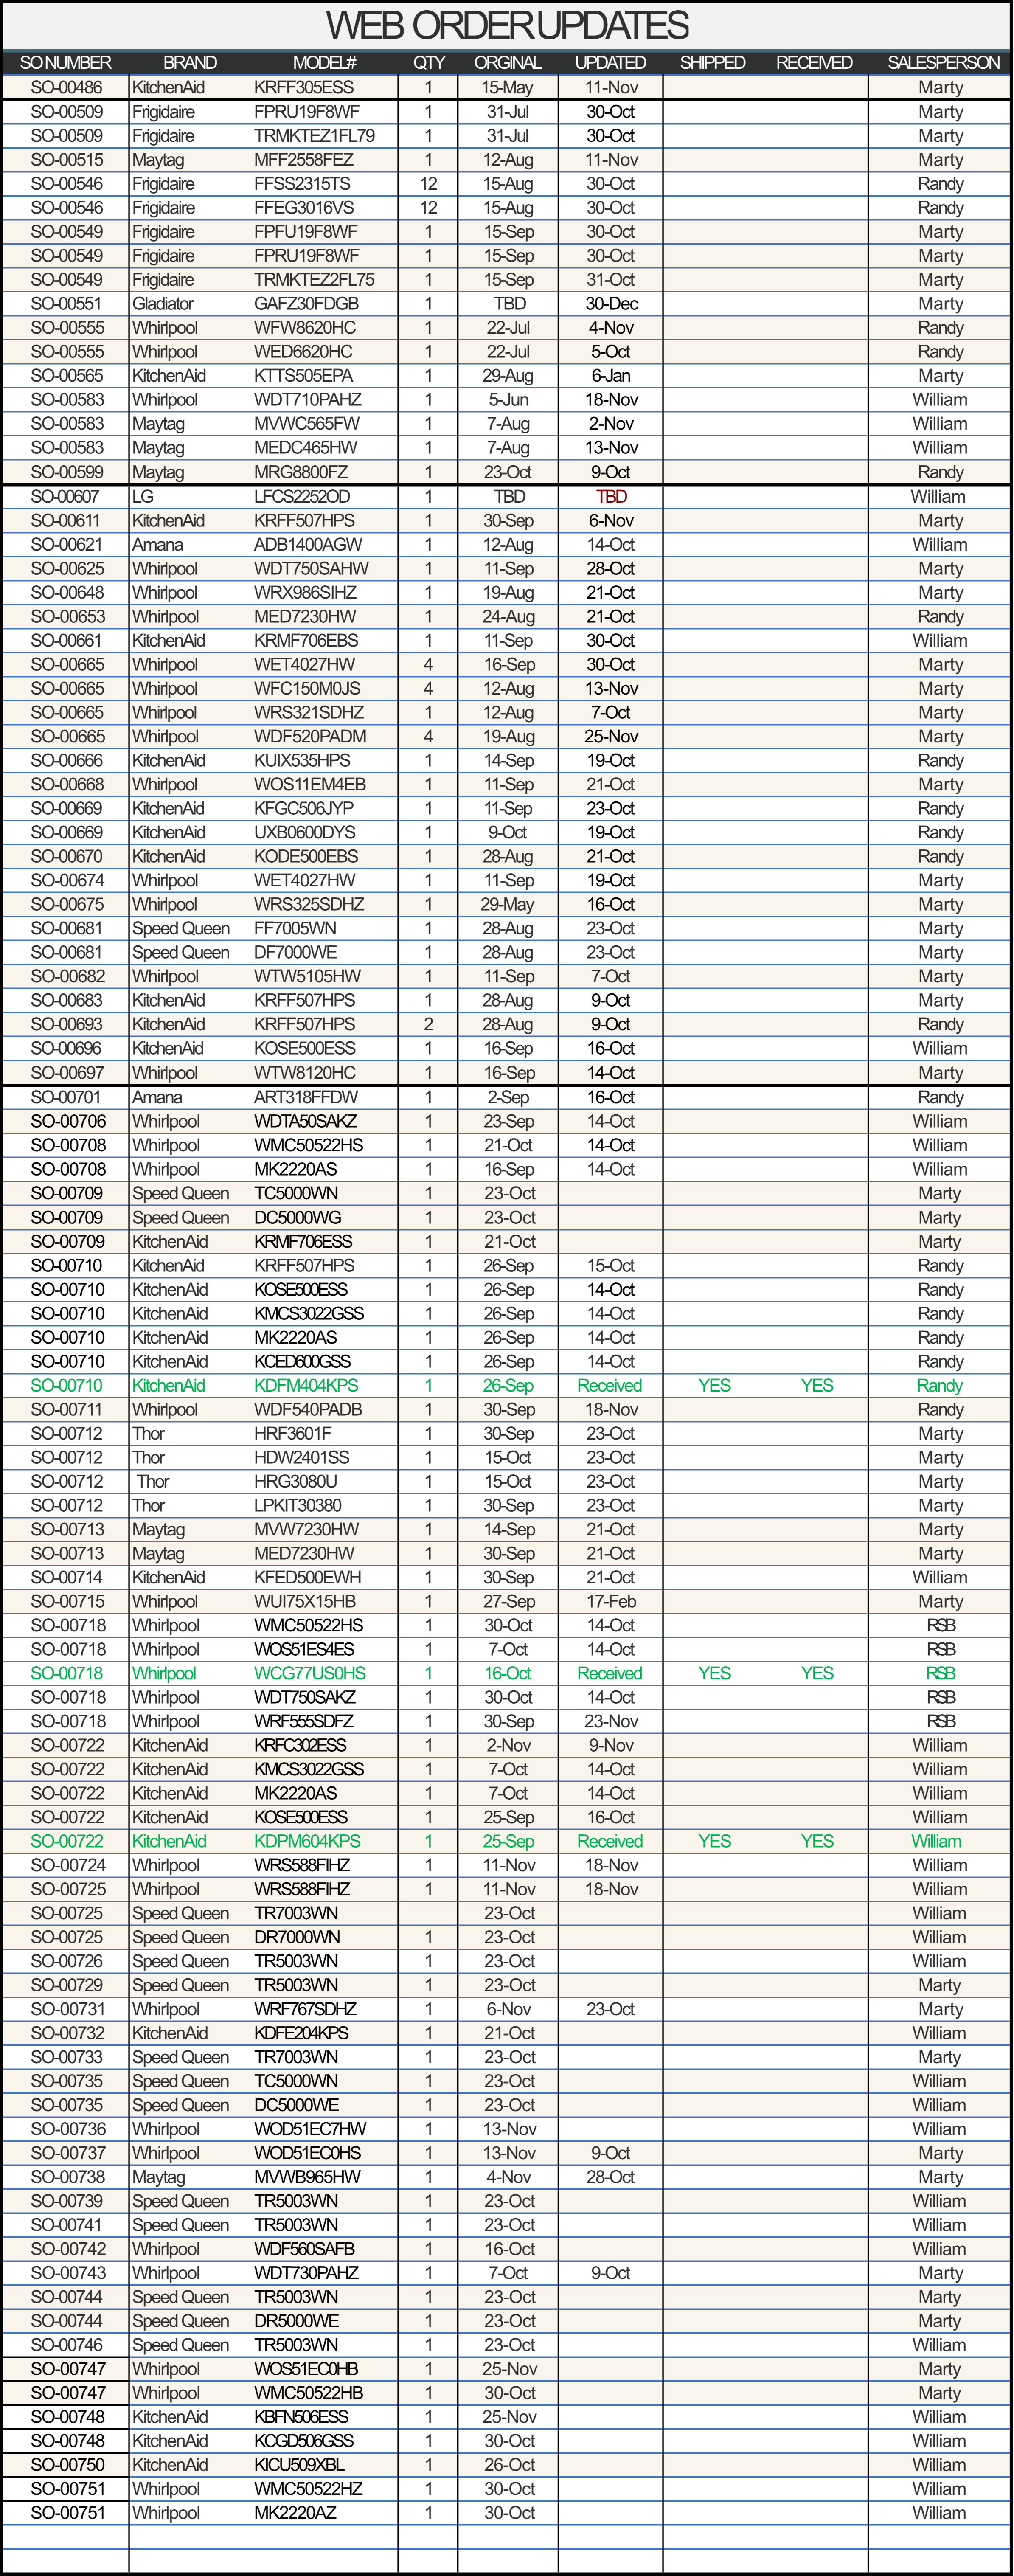 WEB ORDER UPDATES
SO NUMBER BRAND MODEL# QTY ORGINAL UPDATED SHIPPED RECEIVED SALESPERSON
SO-00486 KitchenAid KRFF305ESS 1 15-May 11-Nov Marty
SO-00509 Frigidaire FPRU19F8WF 1 31-Jul 30-Oct Marty
SO-00509 Frigidaire TRMKTEZ1FL79 1 31-Jul 30-Oct Marty
SO-00515 Maytag MFF2558FEZ 1 12-Aug 11-Nov Marty
SO-00546 Frigidaire FFSS2315TS 12 15-Aug 30-Oct Randy
SO-00546 Frigidaire FFEG3016VS 12 15-Aug 30-Oct Randy
SO-00549 Frigidaire FPFU19F8WF 1 15-Sep 30-Oct Marty
SO-00549 Frigidaire FPRU19F8WF 1 15-Sep 30-Oct Marty
SO-00549 Frigidaire TRMKTEZ2FL75 1 15-Sep 31-Oct Marty
SO-00551 Gladiator GAFZ30FDGB 1 TBD 30-Dec Marty
SO-00555 Whirlpool WFW8620HC 1 22-Jul 4-Nov Randy
SO-00555 Whirlpool WED6620HC 1 22-Jul 5-Oct Randy
SO-00565 KitchenAid KTTS505EPA 1 29-Aug 6-Jan Marty
SO-00583 Whirlpool WDT710PAHZ 1 5-Jun 18-Nov William
SO-00583 Maytag MVWC565FW 1 7-Aug 2-Nov William
SO-00583 Maytag MEDC465HW 1 7-Aug 13-Nov William
SO-00599 Maytag MRG8800FZ 1 23-Oct 9-Oct Randy
SO-00607 LG LFCS2252OD 1 TBD TBD William
SO-00611 KitchenAid KRFF507HPS 1 30-Sep 6-Nov Marty
SO-00621 Amana ADB1400AGW 1 12-Aug 14-Oct William
SO-00625 Whirlpool WDT750SAHW 1 11-Sep 28-Oct Marty
SO-00648 Whirlpool WRX986SIHZ 1 19-Aug 21-Oct Marty
SO-00653 Whirlpool MED7230HW 1 24-Aug 21-Oct Randy
SO-00661 KitchenAid KRMF706EBS 1 11-Sep 30-Oct William
SO-00665 Whirlpool WET4027HW 4 16-Sep 30-Oct Marty
SO-00665 Whirlpool WFC150M0JS 4 12-Aug 13-Nov Marty
SO-00665 Whirlpool WRS321SDHZ 1 12-Aug 7-Oct Marty
SO-00665 Whirlpool WDF520PADM 4 19-Aug 25-Nov Marty
SO-00666 KitchenAid KUIX535HPS 1 14-Sep 19-Oct Randy
SO-00668 Whirlpool WOS11EM4EB 1 11-Sep 21-Oct Marty
SO-00669 KitchenAid KFGC506JYP 1 11-Sep 23-Oct Randy
SO-00669 KitchenAid UXB0600DYS 1 9-Oct 19-Oct Randy
SO-00670 KitchenAid KODE500EBS 1 28-Aug 21-Oct Randy
SO-00674 Whirlpool WET4027HW 1 11-Sep 19-Oct Marty
SO-00675 Whirlpool WRS325SDHZ 1 29-May 16-Oct Marty
SO-00681 Speed Queen FF7005WN 1 28-Aug 23-Oct Marty
SO-00681 Speed Queen DF7000WE 1 28-Aug 23-Oct Marty
SO-00682 Whirlpool WTW5105HW 1 11-Sep 7-Oct Marty
SO-00683 KitchenAid KRFF507HPS 1 28-Aug 9-Oct Marty
SO-00693 KitchenAid KRFF507HPS 2 28-Aug 9-Oct Randy
SO-00696 KitchenAid KOSE500ESS 1 16-Sep 16-Oct William
SO-00697 Whirlpool WTW8120HC 1 16-Sep 14-Oct Marty
SO-00701 Amana ART318FFDW 1 2-Sep 16-Oct Randy
SO-00706 Whirlpool WDTA50SAKZ 1 23-Sep 14-Oct William
SO-00708 Whirlpool WMC50522HS 1 21-Oct 14-Oct William
SO-00708 Whirlpool MK2220AS 1 16-Sep 14-Oct William
SO-00709 Speed Queen TC5000WN 1 23-Oct Marty
SO-00709 Speed Queen DC5000WG 1 23-Oct Marty
SO-00709 KitchenAid KRMF706ESS 1 21-Oct Marty
SO-00710 KitchenAid KRFF507HPS 1 26-Sep 15-Oct Randy
SO-00710 KitchenAid KOSE500ESS 1 26-Sep 14-Oct Randy
SO-00710 KitchenAid KMCS3022GSS 1 26-Sep 14-Oct Randy
SO-00710 KitchenAid MK2220AS 1 26-Sep 14-Oct Randy
SO-00710 KitchenAid KCED600GSS 1 26-Sep 14-Oct Randy
SO-00710 KitchenAid KDFM404KPS 1 26-Sep Received YES YES Randy
SO-00711 Whirlpool WDF540PADB 1 30-Sep 18-Nov Randy
SO-00712 Thor HRF3601F 1 30-Sep 23-Oct Marty
SO-00712 Thor HDW2401SS 1 15-Oct 23-Oct Marty
SO-00712 Thor HRG3080U 1 15-Oct 23-Oct Marty
SO-00712 Thor LPKIT30380 1 30-Sep 23-Oct Marty
SO-00713 Maytag MVW7230HW 1 14-Sep 21-Oct Marty
SO-00713 Maytag MED7230HW 1 30-Sep 21-Oct Marty
SO-00714 KitchenAid KFED500EWH 1 30-Sep 21-Oct William
SO-00715 Whirlpool WUI75X15HB 1 27-Sep 17-Feb Marty
SO-00718 Whirlpool WMC50522HS 1 30-Oct 14-Oct RSB
SO-00718 Whirlpool WOS51ES4ES 1 7-Oct 14-Oct RSB
SO-00718 Whirlpool WCG77US0HS 1 16-Oct Received YES YES RSB
SO-00718 Whirlpool WDT750SAKZ 1 30-Oct 14-Oct RSB
SO-00718 Whirlpool WRF555SDFZ 1 30-Sep 23-Nov RSB
SO-00722 KitchenAid KRFC302ESS 1 2-Nov 9-Nov William
SO-00722 KitchenAid KMCS3022GSS 1 7-Oct 14-Oct William
SO-00722 KitchenAid MK2220AS 1 7-Oct 14-Oct William
SO-00722 KitchenAid KOSE500ESS 1 25-Sep 16-Oct William
SO-00722 KitchenAid KDPM604KPS 1 25-Sep Received YES YES William
SO-00724 Whirlpool WRS588FIHZ 1 11-Nov 18-Nov William
SO-00725 Whirlpool WRS588FIHZ 1 11-Nov 18-Nov William
SO-00725 Speed Queen TR7003WN 23-Oct William
SO-00725 Speed Queen DR7000WN 1 23-Oct William
SO-00726 Speed Queen TR5003WN 1 23-Oct William
SO-00729 Speed Queen TR5003WN 1 23-Oct Marty
SO-00731 Whirlpool WRF767SDHZ 1 6-Nov 23-Oct Marty
SO-00732 KitchenAid KDFE204KPS 1 21-Oct William
SO-00733 Speed Queen TR7003WN 1 23-Oct Marty
SO-00735 Speed Queen TC5000WN 1 23-Oct William
SO-00735 Speed Queen DC5000WE 1 23-Oct William
SO-00736 Whirlpool WOD51EC7HW 1 13-Nov William
SO-00737 Whirlpool WOD51EC0HS 1 13-Nov 9-Oct Marty
SO-00738 Maytag MVWB965HW 1 4-Nov 28-Oct Marty
SO-00739 Speed Queen TR5003WN 1 23-Oct William
SO-00741 Speed Queen TR5003WN 1 23-Oct William
SO-00742 Whirlpool WDF560SAFB 1 16-Oct William
SO-00743 Whirlpool WDT730PAHZ 1 7-Oct 9-Oct Marty
SO-00744 Speed Queen TR5003WN 1 23-Oct Marty
SO-00744 Speed Queen DR5000WE 1 23-Oct Marty
SO-00746 Speed Queen TR5003WN 1 23-Oct William
SO-00747 Whirlpool WOS51EC0HB 1 25-Nov Marty
SO-00747 Whirlpool WMC50522HB 1 30-Oct Marty
SO-00748 KitchenAid KBFN506ESS 1 25-Nov William
SO-00748 KitchenAid KCGD506GSS 1 30-Oct William
SO-00750 KitchenAid KICU509XBL 1 26-Oct William
SO-00751 Whirlpool WMC50522HZ 1 30-Oct William
SO-00751 Whirlpool MK2220AZ 1 30-Oct William